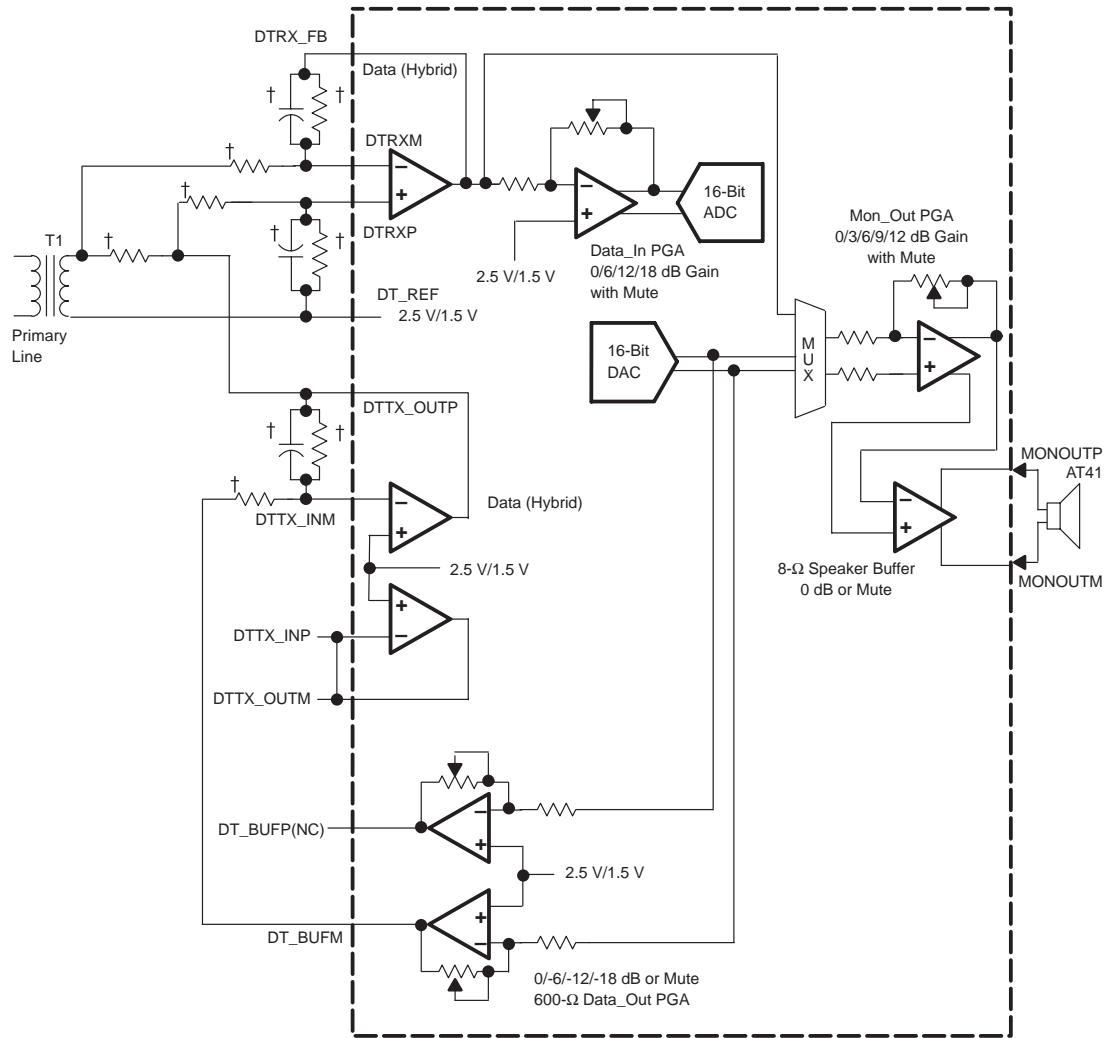 DTRX_FB
Data (Hybrid)
†
†
DTRXM
†
†
−
+
−
+
16-Bit
ADC
DTRXP
T1
†
†
†
2.5 V/1.5 V
Data_In PGA
0/6/12/18 dB Gain
with Mute
Mon_Out PGA
0/3/6/9/12 dB Gain
with Mute
DT_REF
2.5 V/1.5 V
Primary
Line
16-Bit
DAC
MUX
−
+
DTTX_OUTP
†
†
†
DTTX_INM
−
+
Data (Hybrid)
MONOUTP
AT41
−
+
8-Ω Speaker Buffer
0 dB or Mute
MONOUTM
2.5 V/1.5 V
+
−
DTTX_INP
DTTX_OUTM
−
+
DT_BUFP(NC)
2.5 V/1.5 V
+
−
DT_BUFM
0/-6/-12/-18 dB or Mute
600-Ω Data_Out PGA